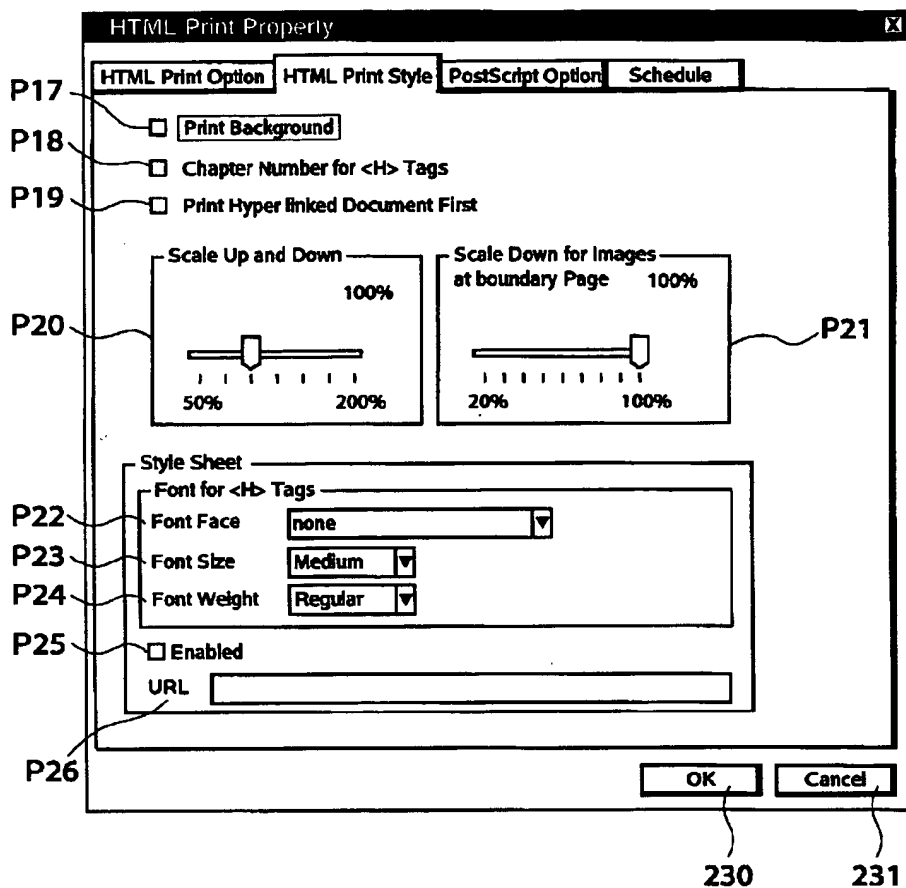 HTML Print Property X
HTML Print Option HTML Print Style PostScript Option Schedule
P17 Print Background
P18 Chapter Number for <H> Tags
P19 Print Hyper linked Document First
Scale Up and Down
100%
P20
50% 200%
Scale Down for Images
at boundary Page 100%
P21
20% 100%
Style Sheet
Font for <H> Tags
P22 Font Face none
P23 Font Size Medium
P24 Font Weight Regular
P25 Enabled
URL
P26
OK Cancel
230 231